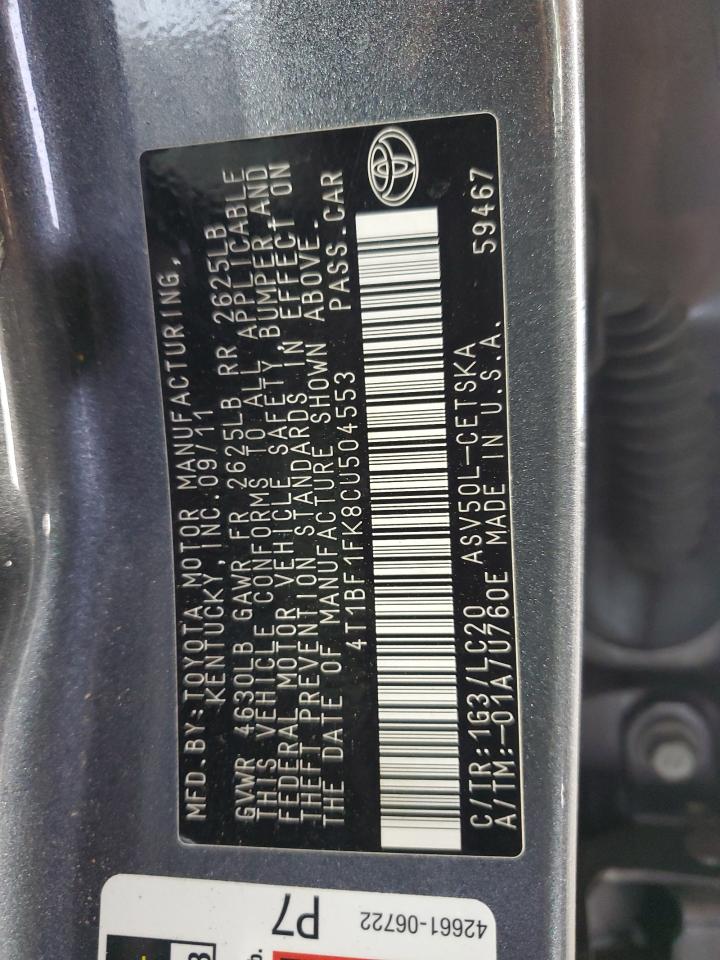 MFD.BY:TOYOTA MOTOR MANUFACTURING,
KENTUCKY,INC.09/11
GVWR 4630LB GAWR FR 2625LB RR 2625LB
THIS VEHICLE CONFORMS TO ALL APPLICABLE
FEDERAL MOTOR VEHICLE SAFETY,BUMPER,AND
THEFT PREVENTION STANDARDS IN EFFECT ON
THE DATE OF MANUFACTURE SHOWN ABOVE.
4T1BF1FK8CU504553 PASS.CAR
C/TR:1G3/LC20 ASV50L-CETSKA 59467
A/TM:-01A/U760E MADE IN U.S.A.
P7
42661-06722